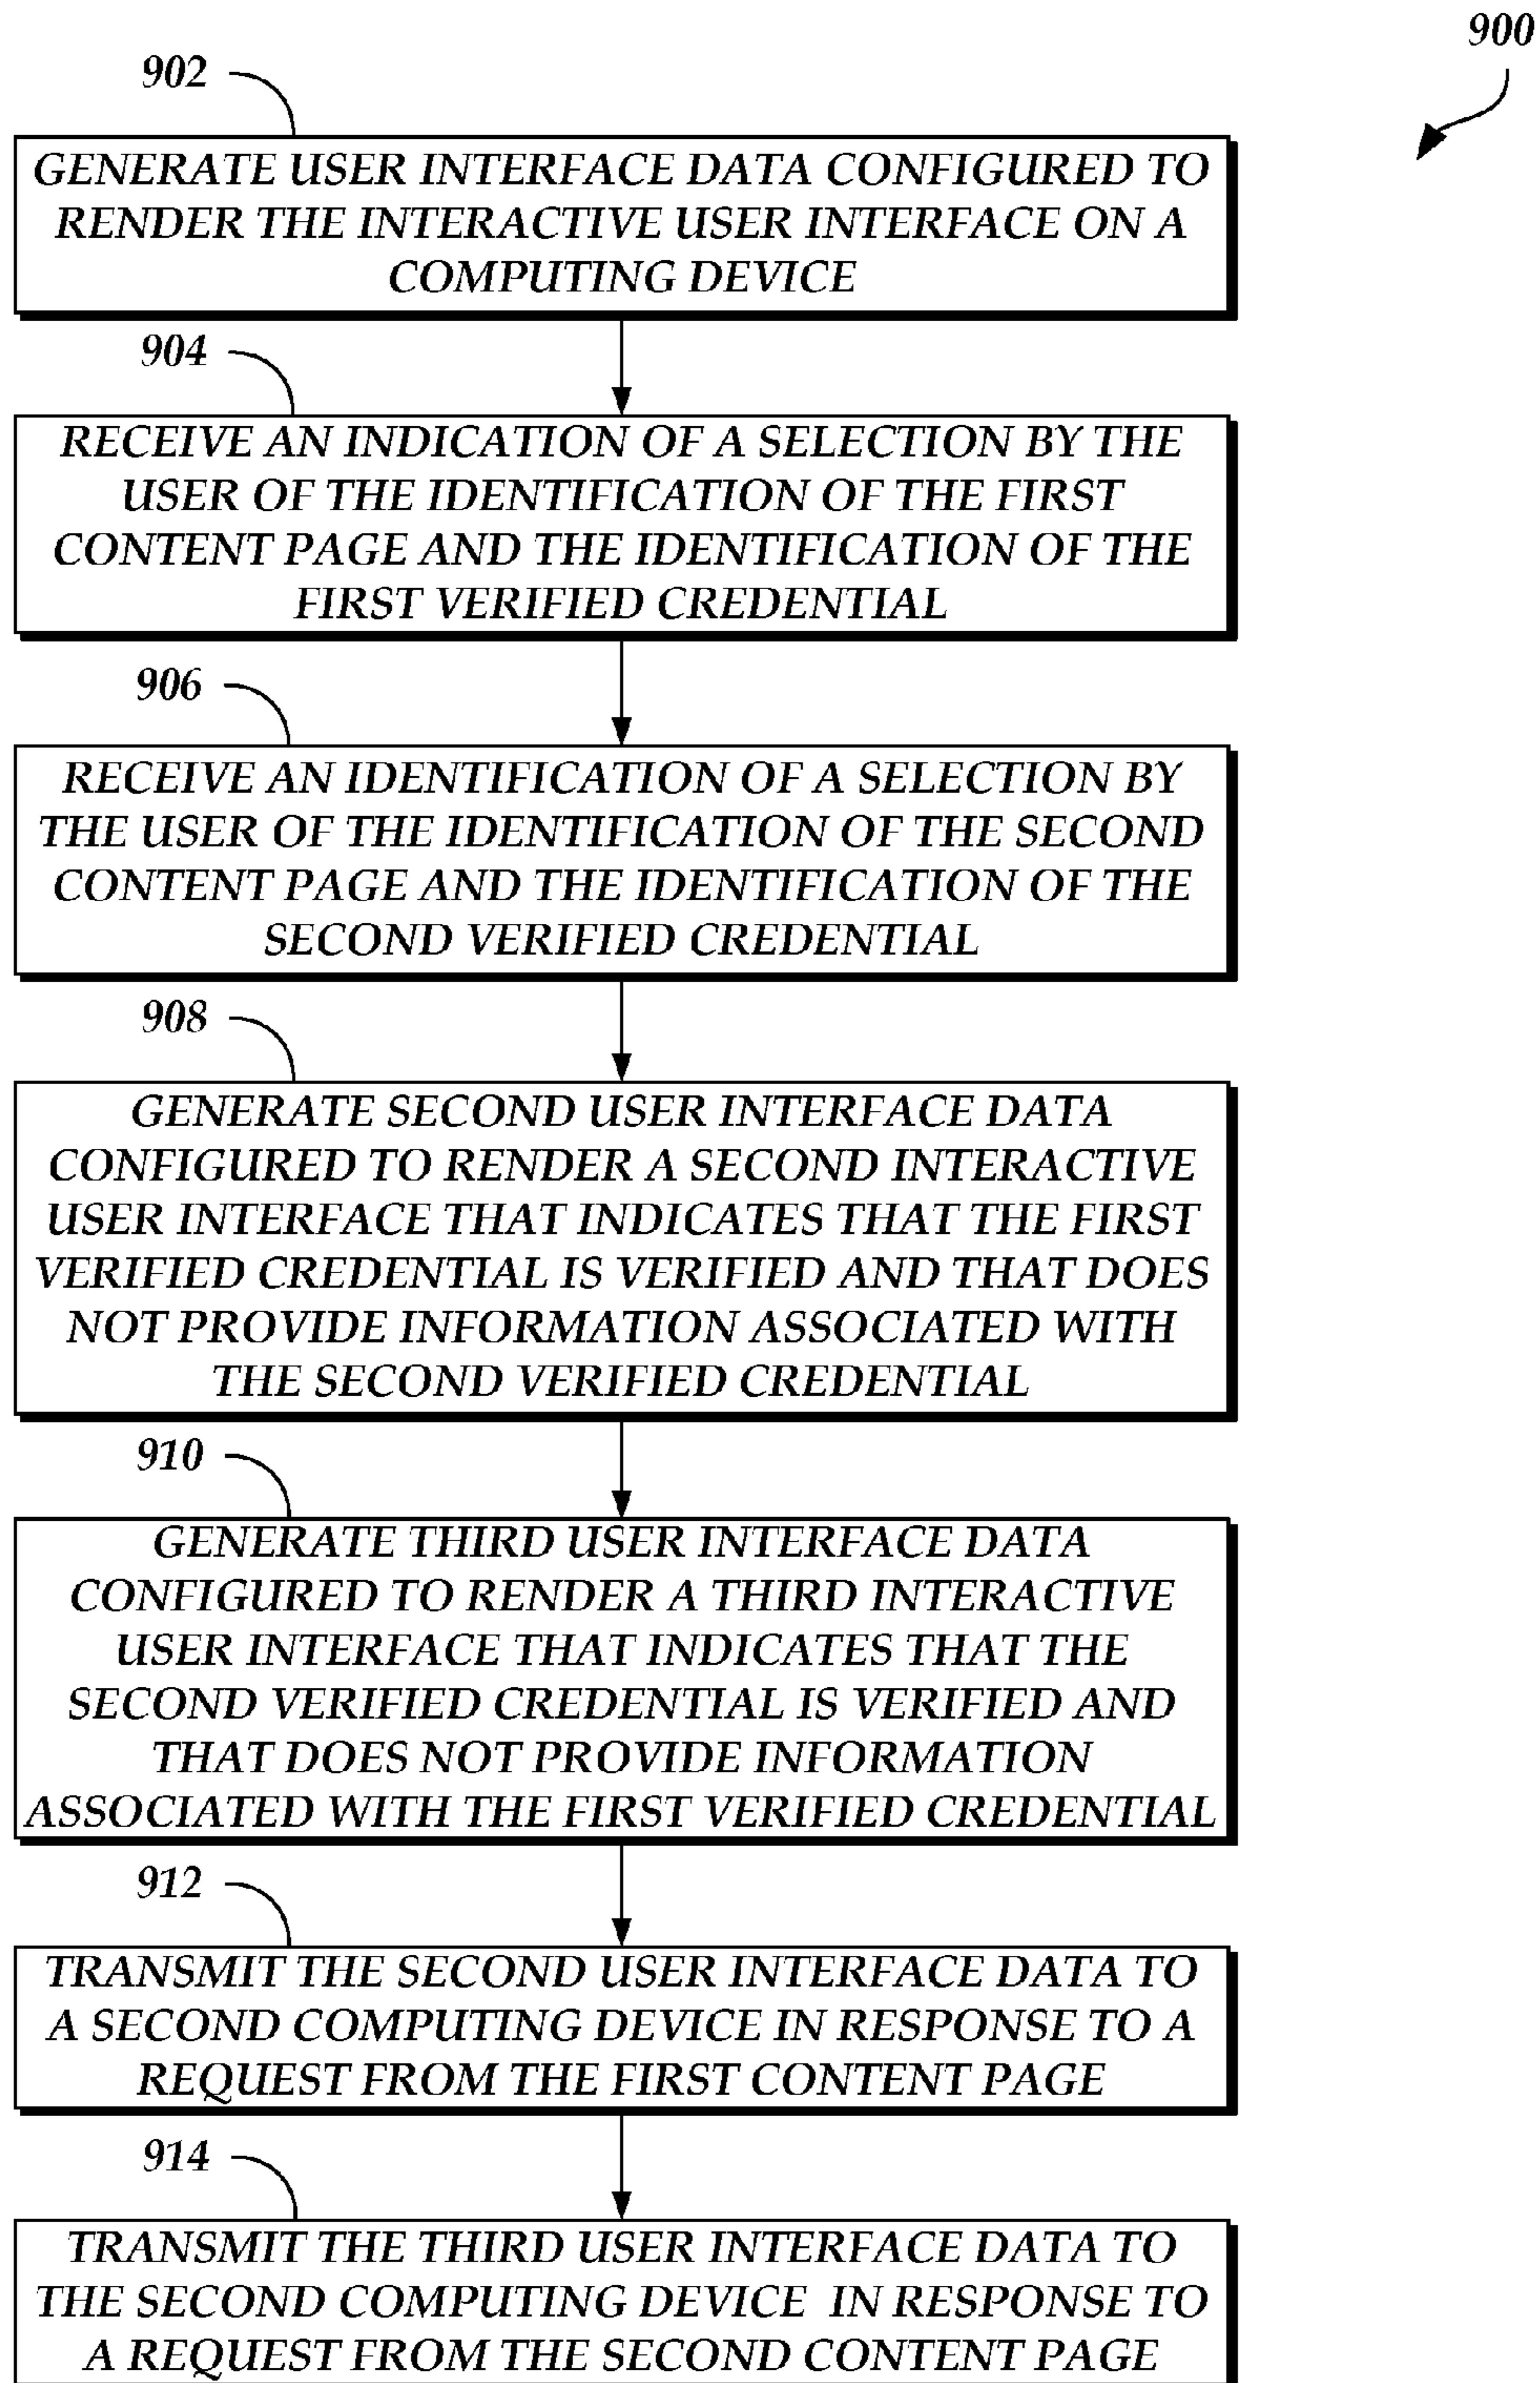 900
902
GENERATE USER INTERFACE DATA CONFIGURED TO
RENDER THE INTERACTIVE USER INTERFACE ON A
COMPUTING DEVICE
904
RECEIVE AN INDICATION OF A SELECTION BY THE
USER OF THE IDENTIFICATION OF THE FIRST
CONTENT PAGE AND THE IDENTIFICATION OF THE
FIRST VERIFIED CREDENTIAL
906
RECEIVE AN IDENTIFICATION OF A SELECTION BY
THE USER OF THE IDENTIFICATION OF THE SECOND
CONTENT PAGE AND THE IDENTIFICATION OF THE
SECOND VERIFIED CREDENTIAL
908
GENERATE SECOND USER INTERFACE DATA
CONFIGURED TO RENDER A SECOND INTERACTIVE
USER INTERFACE THAT INDICATES THAT THE FIRST
VERIFIED CREDENTIAL IS VERIFIED AND THAT DOES
NOT PROVIDE INFORMATION ASSOCIATED WITH
THE SECOND VERIFIED CREDENTIAL
910
GENERATE THIRD USER INTERFACE DATA
CONFIGURED TO RENDER A THIRD INTERACTIVE
USER INTERFACE THAT INDICATES THAT THE
SECOND VERIFIED CREDENTIAL IS VERIFIED AND
THAT DOES NOT PROVIDE INFORMATION
ASSOCIATED WITH THE FIRST VERIFIED CREDENTIAL
912
TRANSMIT THE SECOND USER INTERFACE DATA TO
A SECOND COMPUTING DEVICE IN RESPONSE TO A
REQUEST FROM THE FIRST CONTENT PAGE
914
TRANSMIT THE THIRD USER INTERFACE DATA TO
THE SECOND COMPUTING DEVICE IN RESPONSE TO
A REQUEST FROM THE SECOND CONTENT PAGE